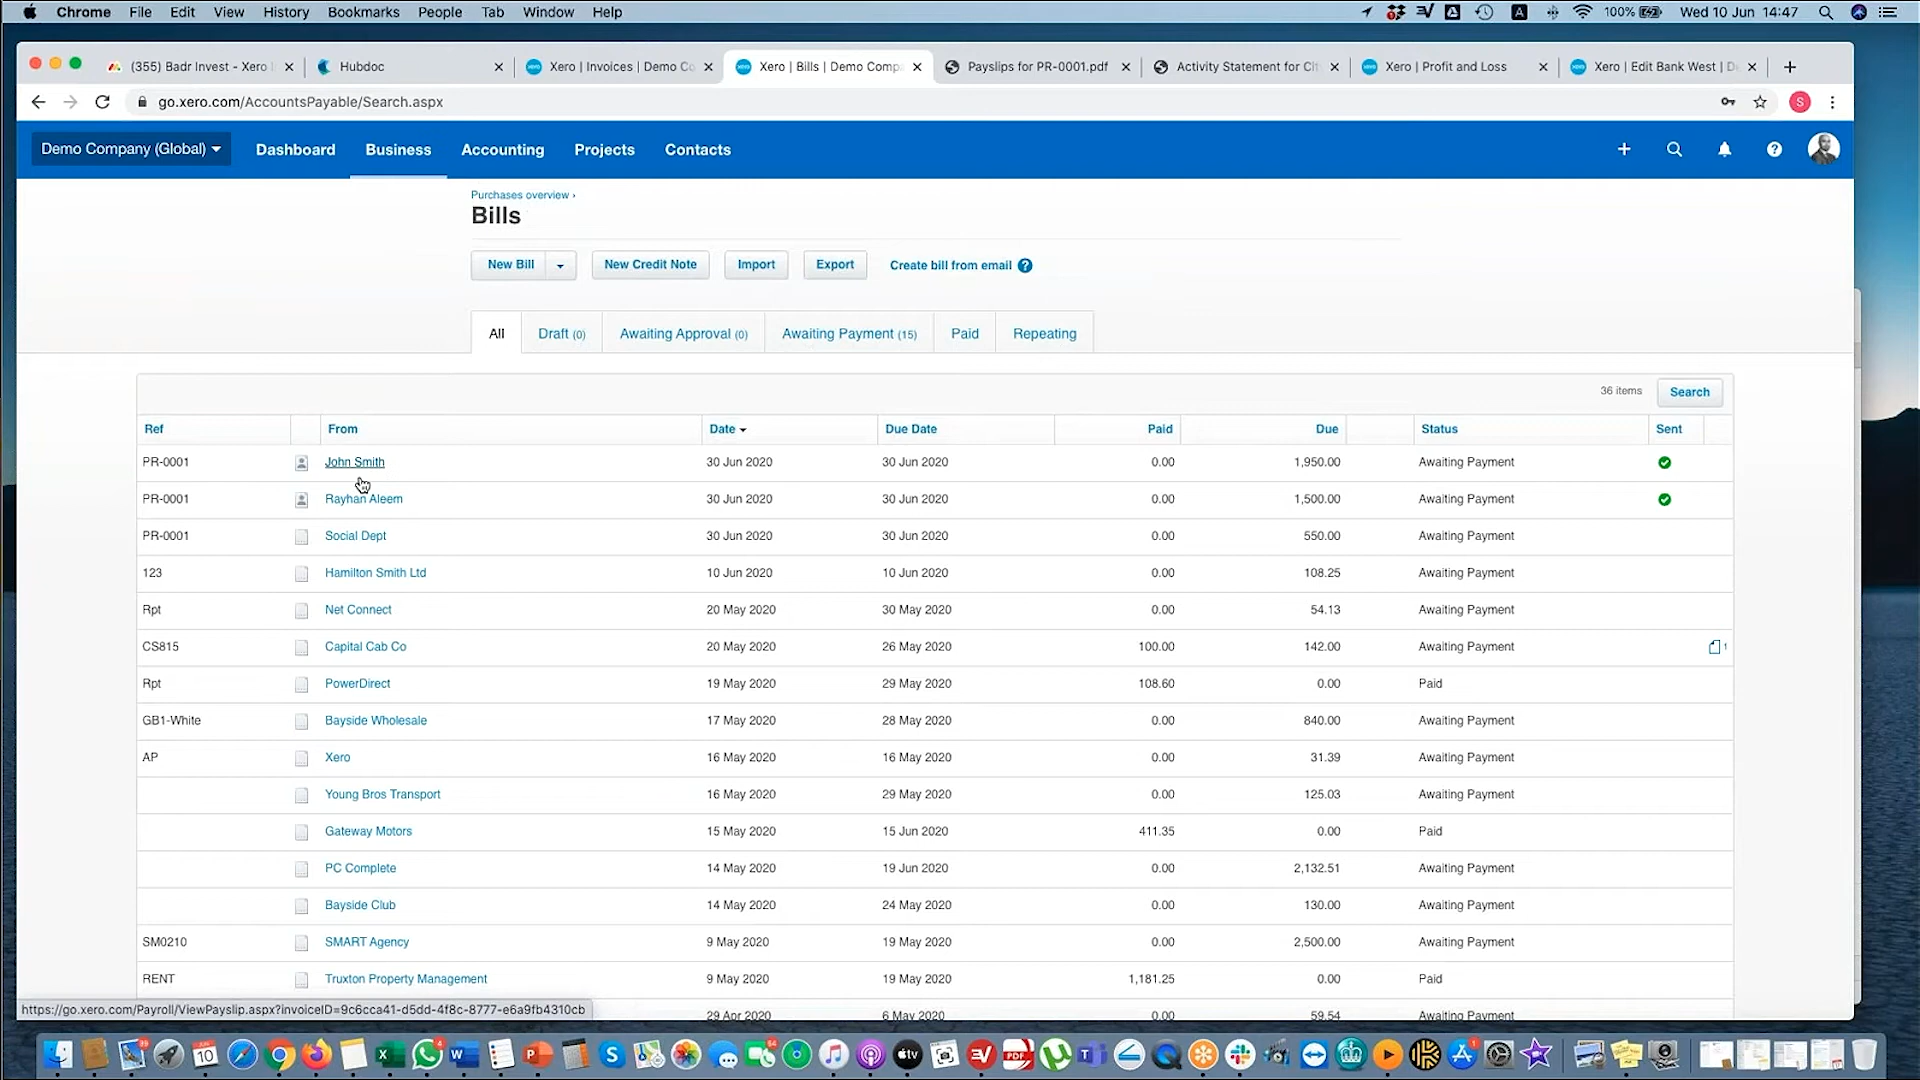 Chrome File Edit View History Bookmarks People Tab Window Help 100% Wed 10 Jun 14:47
(355) Badr Invest - Xero Hubdoc Xero | Invoices | Demo Co Xero | Bills | Demo Comp Payslips for PR-0001.pdf Activity Statement for Cit Xero | Profit and Loss Xero | Edit Bank West | D
go.xero.com/AccountsPayable/Search.aspx S
Demo Company (Global) Dashboard Business Accounting Projects Contacts
Purchases overview ›
Bills
New Bill New Credit Note Import Export Create bill from email ?
All Draft (0) Awaiting Approval (0) Awaiting Payment (15) Paid Repeating
36 items Search
Ref From Date Due Date Paid Due Status Sent
PR-0001 John Smith 30 Jun 2020 30 Jun 2020 0.00 1,950.00 Awaiting Payment
PR-0001 Rayhan Aleem 30 Jun 2020 30 Jun 2020 0.00 1,500.00 Awaiting Payment
PR-0001 Social Dept 30 Jun 2020 30 Jun 2020 0.00 550.00 Awaiting Payment
123 Hamilton Smith Ltd 10 Jun 2020 10 Jun 2020 0.00 108.25 Awaiting Payment
Rpt Net Connect 20 May 2020 30 May 2020 0.00 54.13 Awaiting Payment
CS815 Capital Cab Co 20 May 2020 26 May 2020 100.00 142.00 Awaiting Payment 1
Rpt PowerDirect 19 May 2020 29 May 2020 108.60 0.00 Paid
GB1-White Bayside Wholesale 17 May 2020 28 May 2020 0.00 840.00 Awaiting Payment
AP Xero 16 May 2020 16 May 2020 0.00 31.39 Awaiting Payment
Young Bros Transport 16 May 2020 29 May 2020 0.00 125.03 Awaiting Payment
Gateway Motors 15 May 2020 15 Jun 2020 411.35 0.00 Paid
PC Complete 14 May 2020 19 Jun 2020 0.00 2,132.51 Awaiting Payment
Bayside Club 14 May 2020 24 May 2020 0.00 130.00 Awaiting Payment
SM0210 SMART Agency 9 May 2020 19 May 2020 0.00 2,500.00 Awaiting Payment
RENT Truxton Property Management 9 May 2020 19 May 2020 1,181.25 0.00 Paid
https://go.xero.com/Payroll/ViewPayslip.aspx?invoiceID=9c6cca41-d5dd-4f8c-8777-e6a9fb4310cb
29 Apr 2020 6 May 2020 0.00 59.54 Awaiting Payment